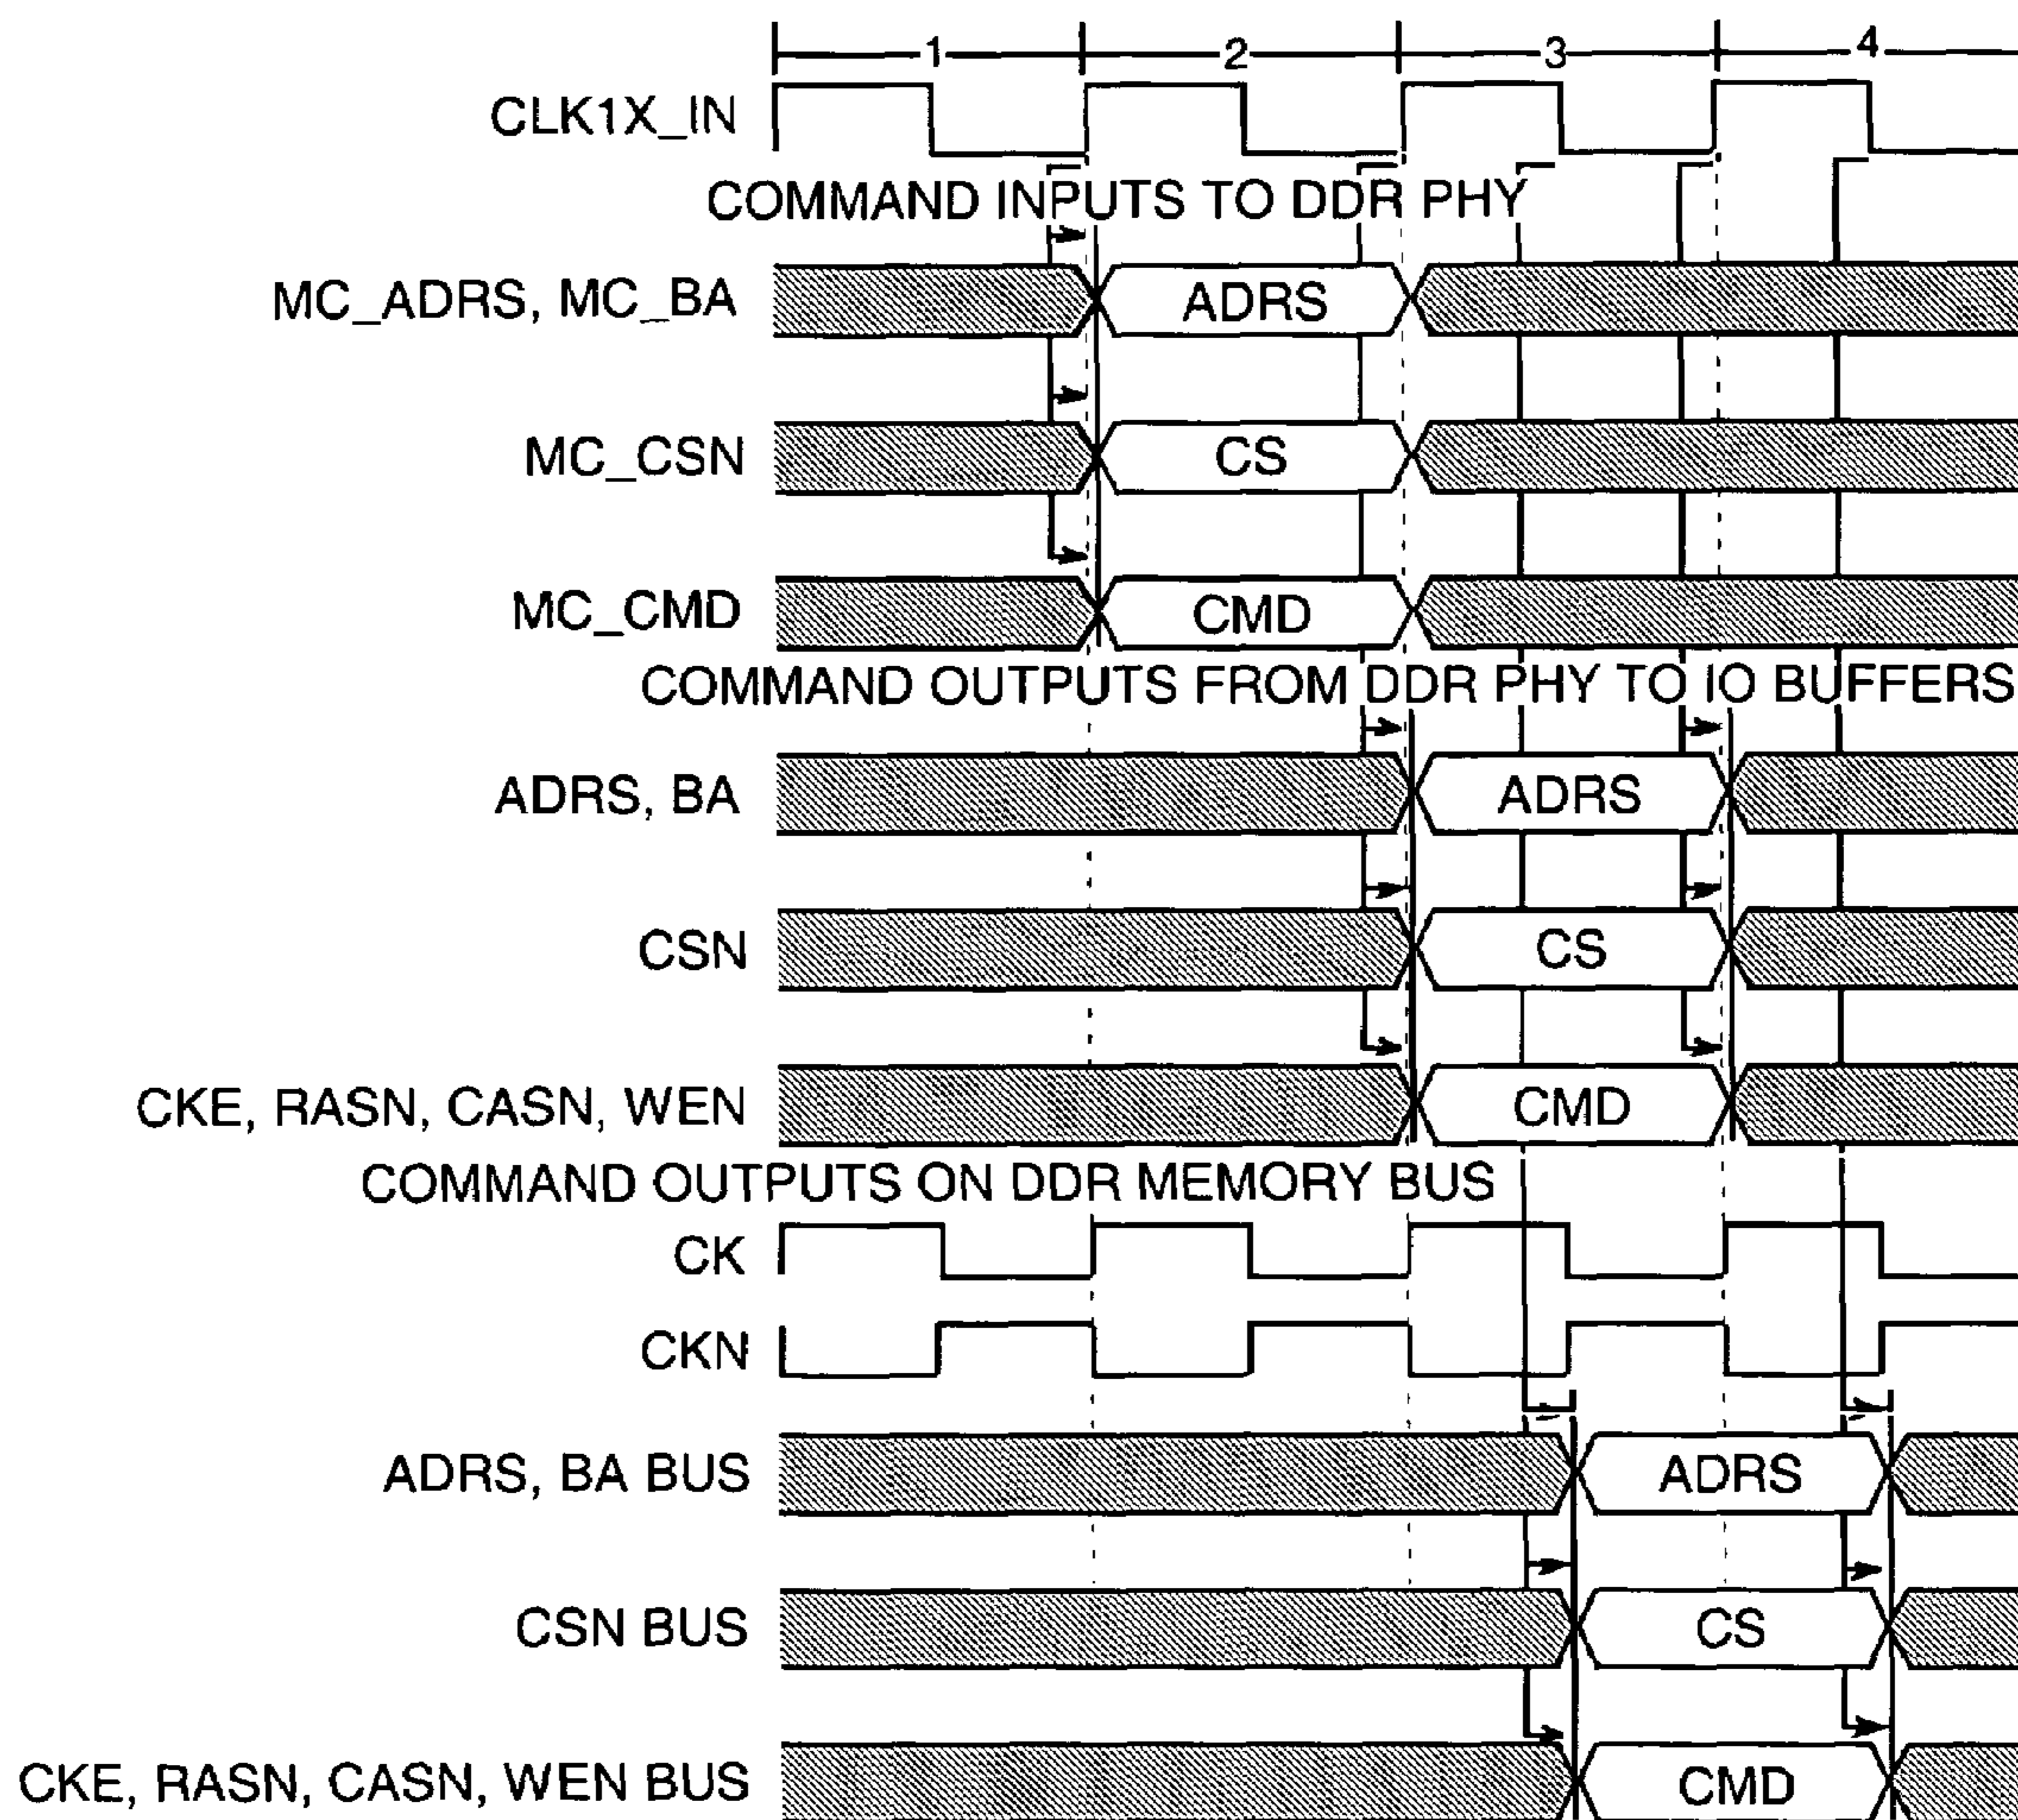 1 2 3 4
CLK1X_IN
COMMAND INPUTS TO DDR PHY
MC_ADRS, MC_BA ADRS
MC_CSN CS
MC_CMD CMD
COMMAND OUTPUTS FROM DDR PHY TO IO BUFFERS
ADRS, BA ADRS
CSN CS
CKE, RASN, CASN, WEN CMD
COMMAND OUTPUTS ON DDR MEMORY BUS
CK
CKN
ADRS, BA BUS ADRS
CSN BUS CS
CKE, RASN, CASN, WEN BUS CMD